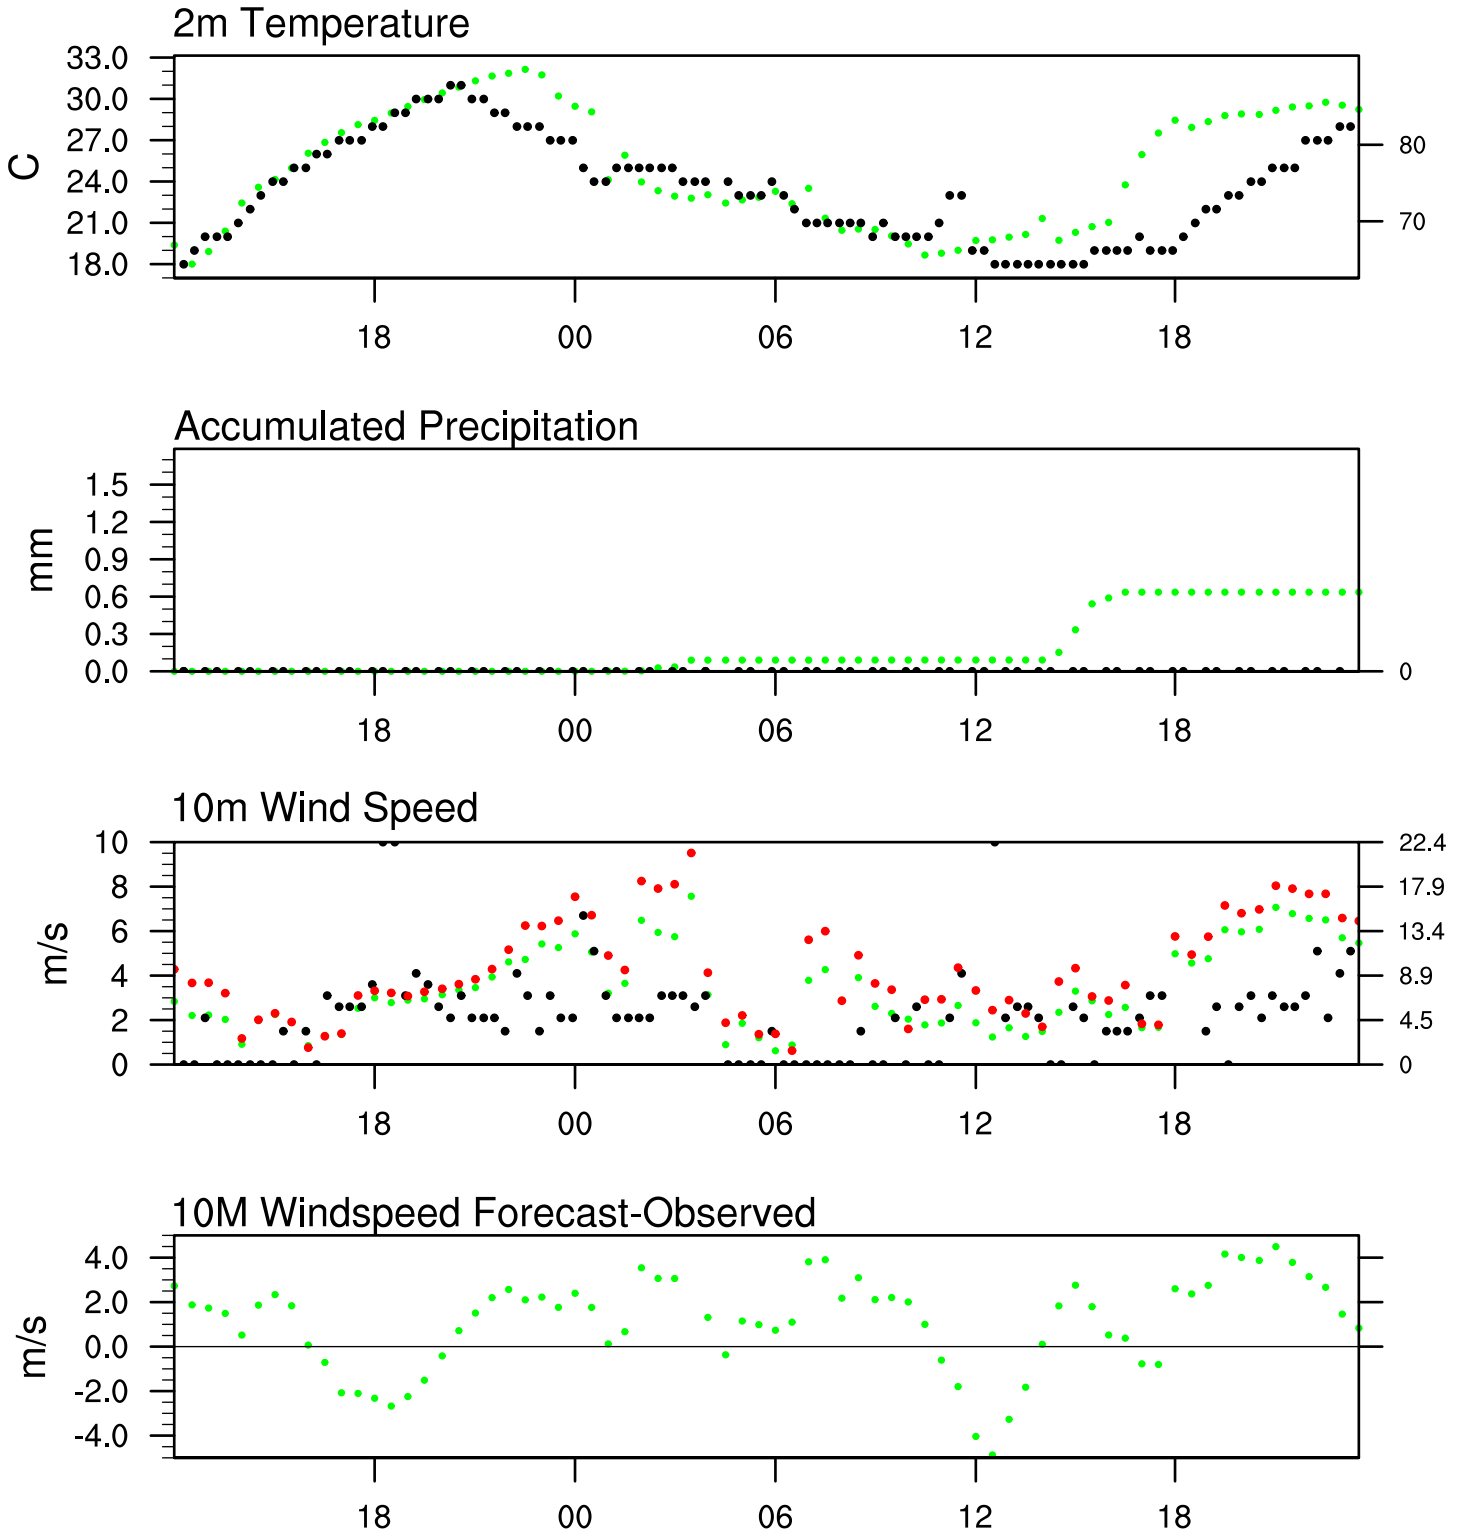 2m Temperature
33.0
30.0
27.0
24.0
21.0
18.0
C
80
70
18 00 06 12 18
Accumulated Precipitation
1.5
1.2
0.9
0.6
0.3
0.0
mm
0
18 00 06 12 18
10m Wind Speed
10
8
6
4
2
0
m/s
22.4
17.9
13.4
8.9
4.5
0
18 00 06 12 18
10M Windspeed Forecast-Observed
4.0
2.0
0.0
-2.0
-4.0
m/s
18 00 06 12 18